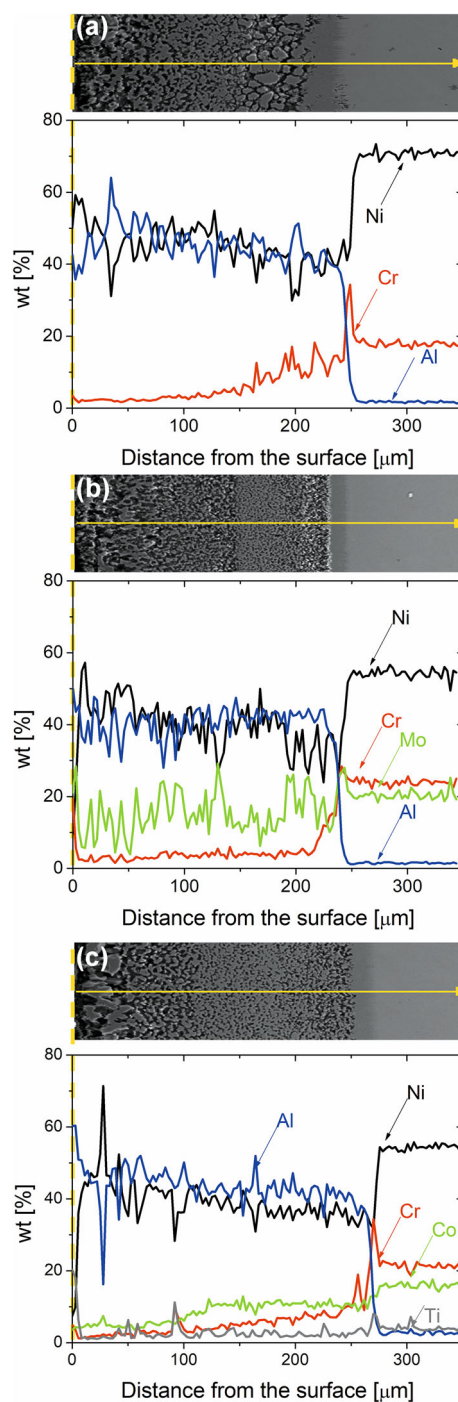 (a)
80
60
40
20
0
wt [%]
Ni
Cr
Al
0 100 200 300
Distance from the surface [µm]
(b)
80
60
40
20
0
wt [%]
Ni
Cr
Mo
Al
0 100 200 300
Distance from the surface [µm]
(c)
80
60
40
20
0
wt [%]
Al
Ni
Cr
Co
Ti
0 50 100 150 200 250 300
Distance from the surface [µm]